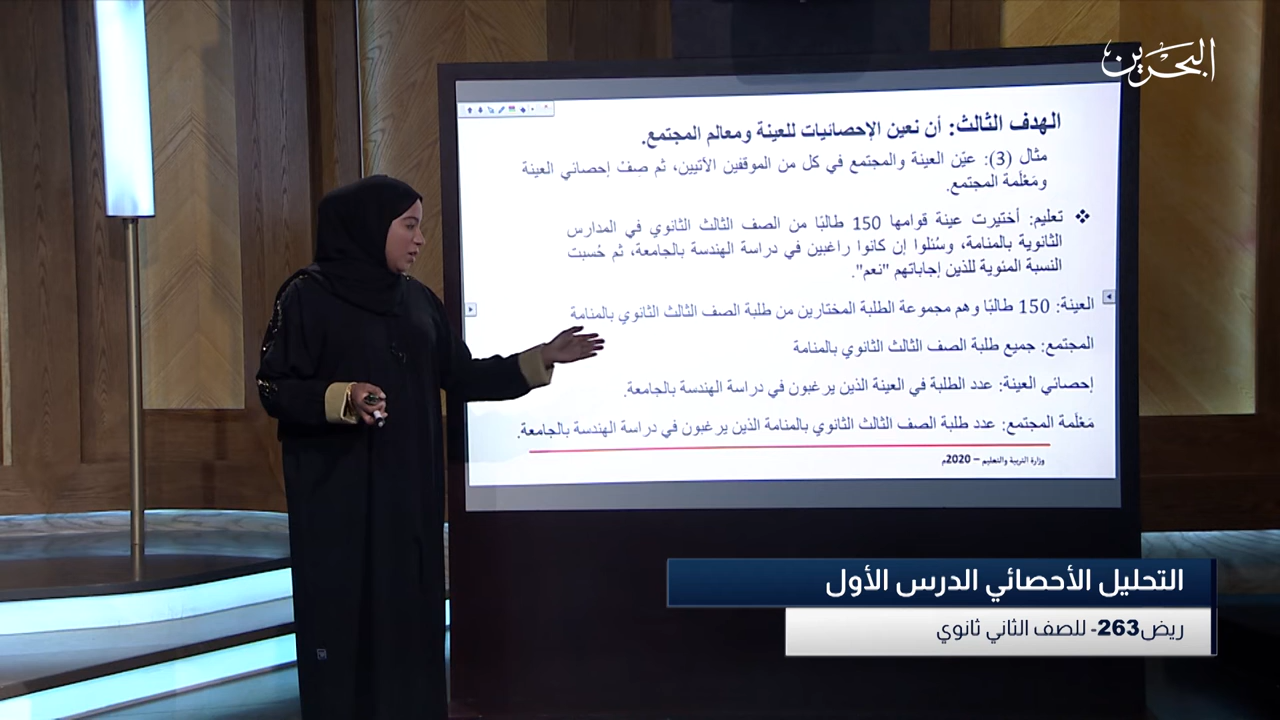 البحرين
الهدف الثالث: أن نعين الإحصائيات للعينة ومعالم المجتمع.
مثال (3): عيّن العينة والمجتمع في كل من الموقفين الآتيين، ثم صِفْ إحصائي العينة
ومَعْلَمة المجتمع.
❖ تعليم: أختيرت عينة قوامها 150 طالبًا من الصف الثالث الثانوي في المدارس
الثانوية بالمنامة، وسُئلوا إن كانوا راغبين في دراسة الهندسة بالجامعة، ثم حُسبت
النسبة المئوية للذين إجاباتهم "نعم".
العينة: 150 طالبًا وهم مجموعة الطلبة المختارين من طلبة الصف الثالث الثانوي بالمنامة
المجتمع: جميع طلبة الصف الثالث الثانوي بالمنامة
إحصائي العينة: عدد الطلبة في العينة الذين يرغبون في دراسة الهندسة بالجامعة.
مَعْلَمة المجتمع: عدد طلبة الصف الثالث الثانوي بالمنامة الذين يرغبون في دراسة الهندسة بالجامعة.
وزارة التربية والتعليم – 2020م
التحليل الأحصائي الدرس الأول
ريض263- للصف الثاني ثانوي